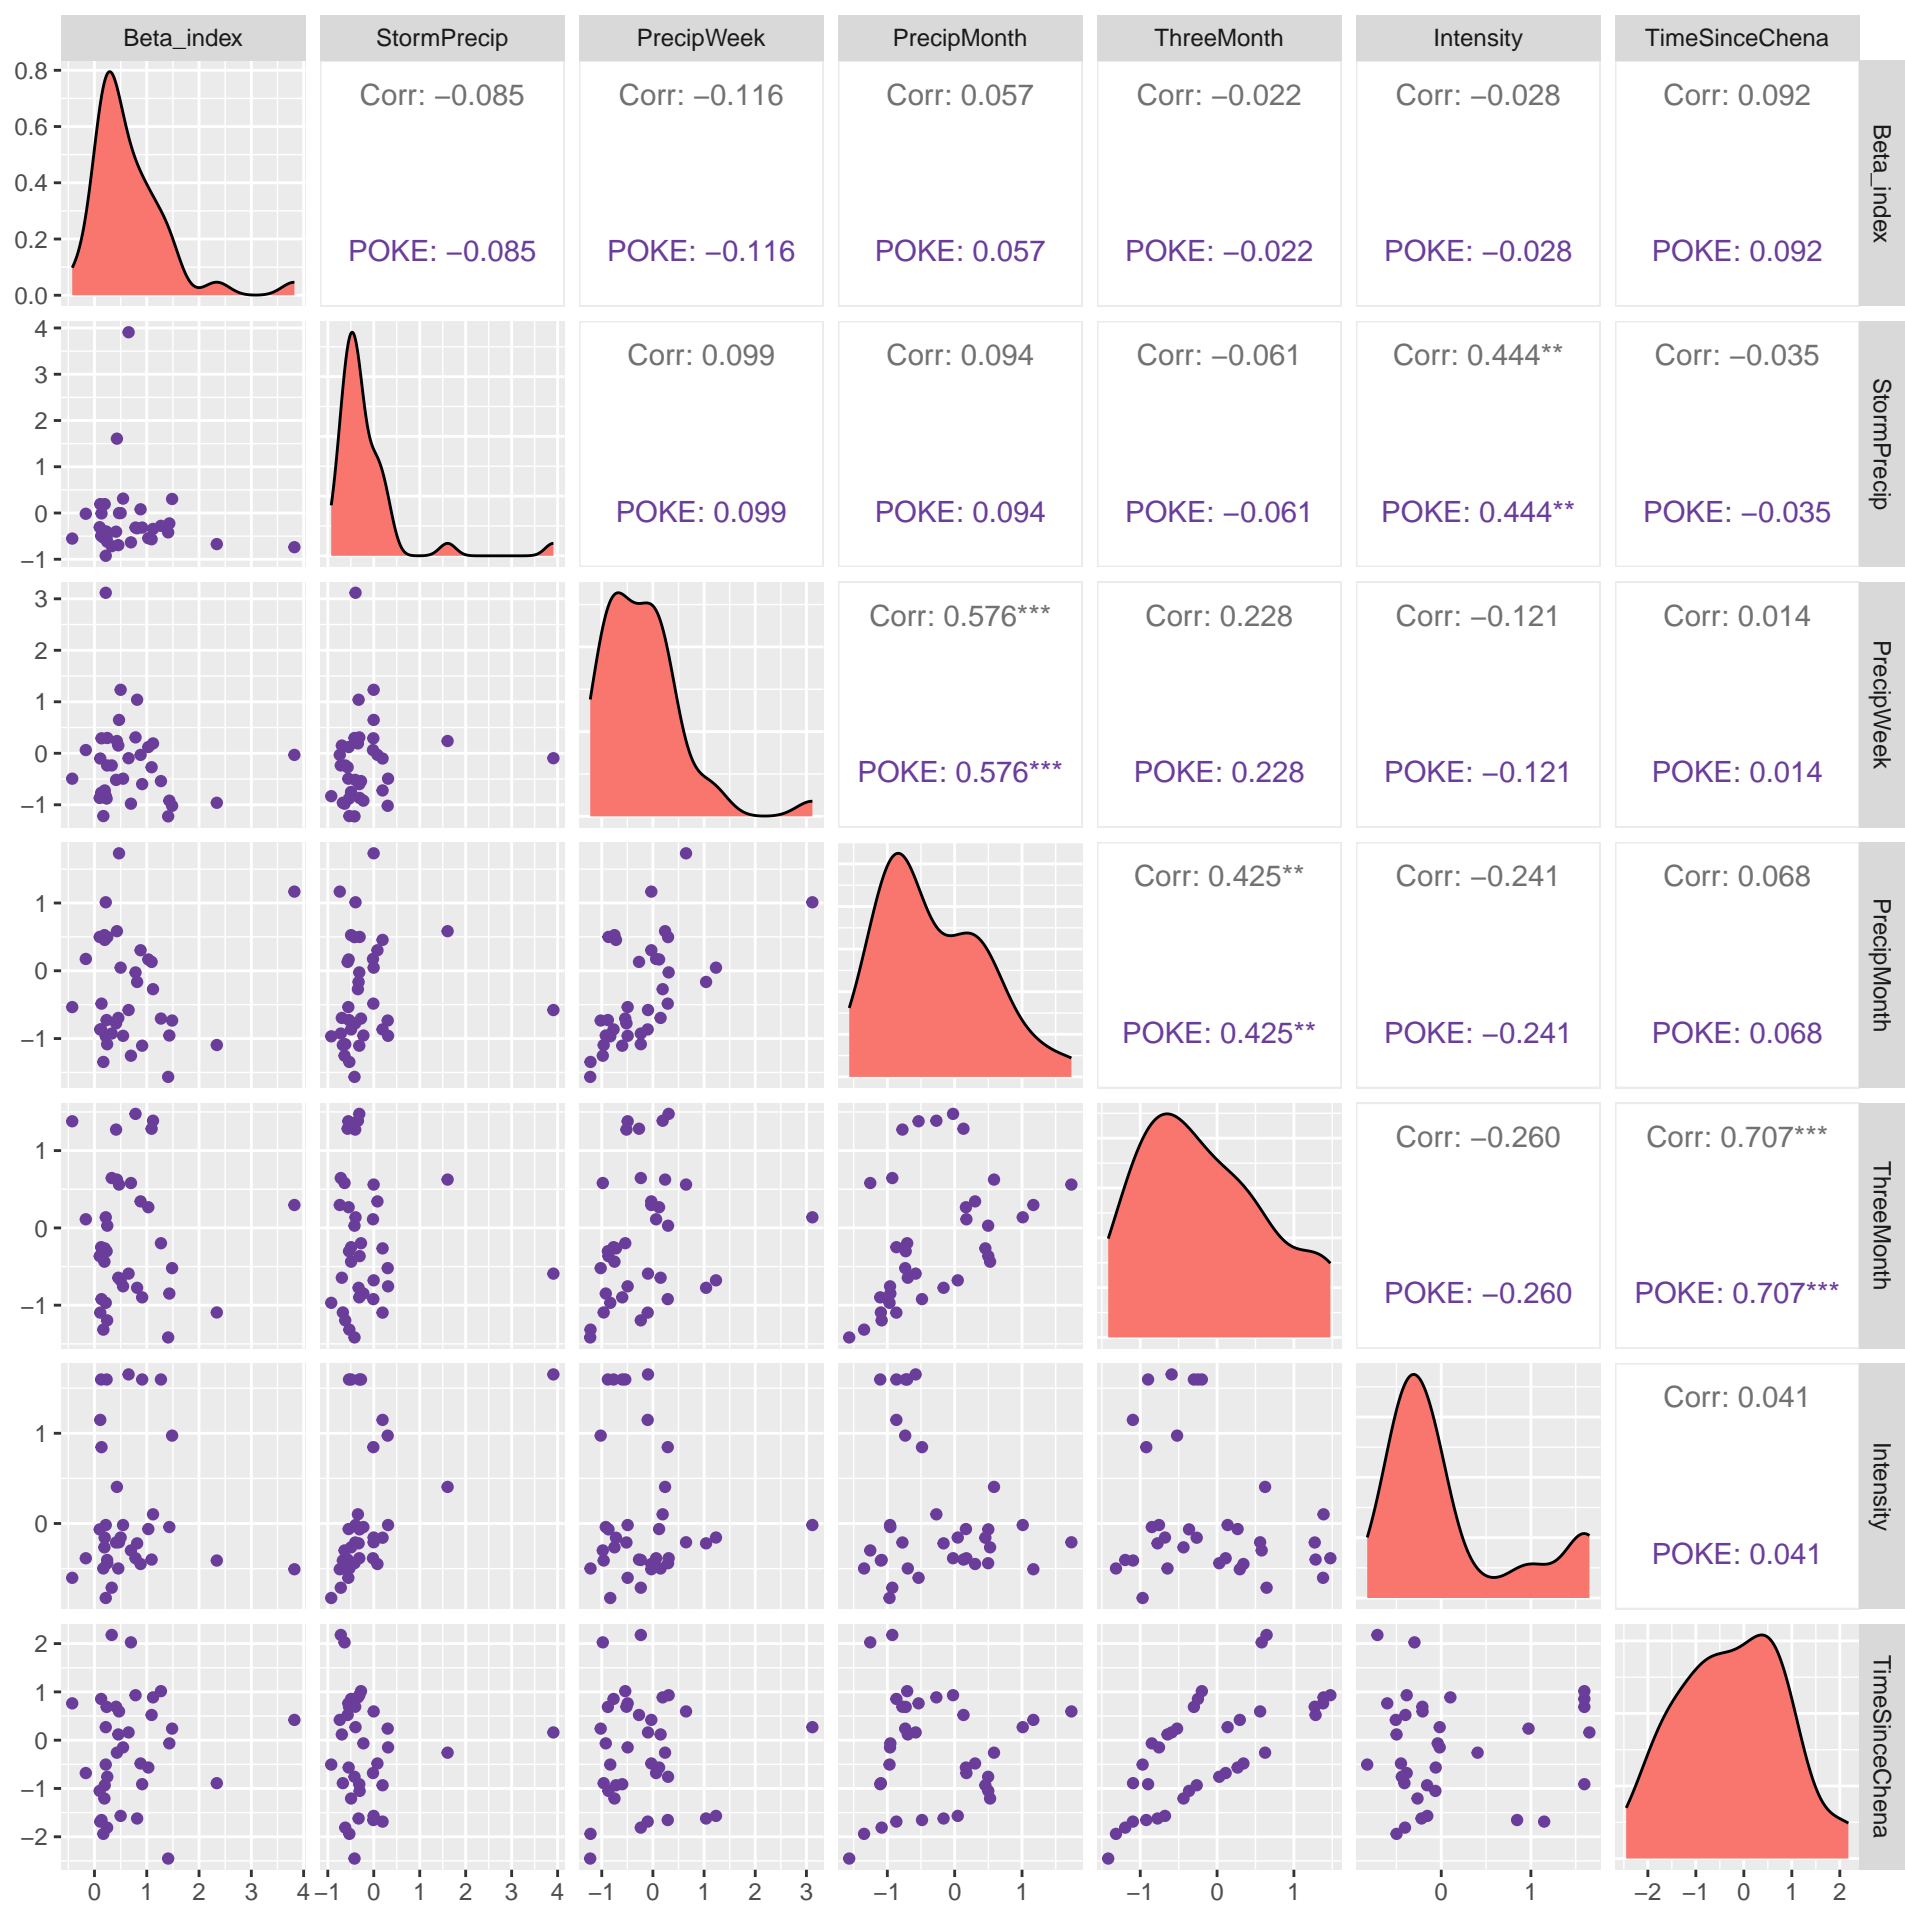 Beta_index StormPrecip PrecipWeek PrecipMonth ThreeMonth Intensity TimeSinceChena
0.8
0.6
0.4
0.2
0.0
Corr: −0.085 Corr: −0.116 Corr: 0.057 Corr: −0.022 Corr: −0.028 Corr: 0.092
POKE: −0.085 POKE: −0.116 POKE: 0.057 POKE: −0.022 POKE: −0.028 POKE: 0.092
Beta_index
4
3
2
1
0
−1
Corr: 0.099 Corr: 0.094 Corr: −0.061 Corr: 0.444** Corr: −0.035
POKE: 0.099 POKE: 0.094 POKE: −0.061 POKE: 0.444** POKE: −0.035
StormPrecip
3
2
1
0
−1
Corr: 0.576*** Corr: 0.228 Corr: −0.121 Corr: 0.014
POKE: 0.576*** POKE: 0.228 POKE: −0.121 POKE: 0.014
PrecipWeek
1
0
−1
Corr: 0.425** Corr: −0.241 Corr: 0.068
POKE: 0.425** POKE: −0.241 POKE: 0.068
PrecipMonth
1
0
−1
Corr: −0.260 Corr: 0.707***
POKE: −0.260 POKE: 0.707***
ThreeMonth
1
0
Corr: 0.041
POKE: 0.041
Intensity
2
1
0
−1
−2
TimeSinceChena
0 1 2 3 4 −1 0 1 2 3 4 −1 0 1 2 3 −1 0 1 −1 0 1 0 1 −2 −1 0 1 2